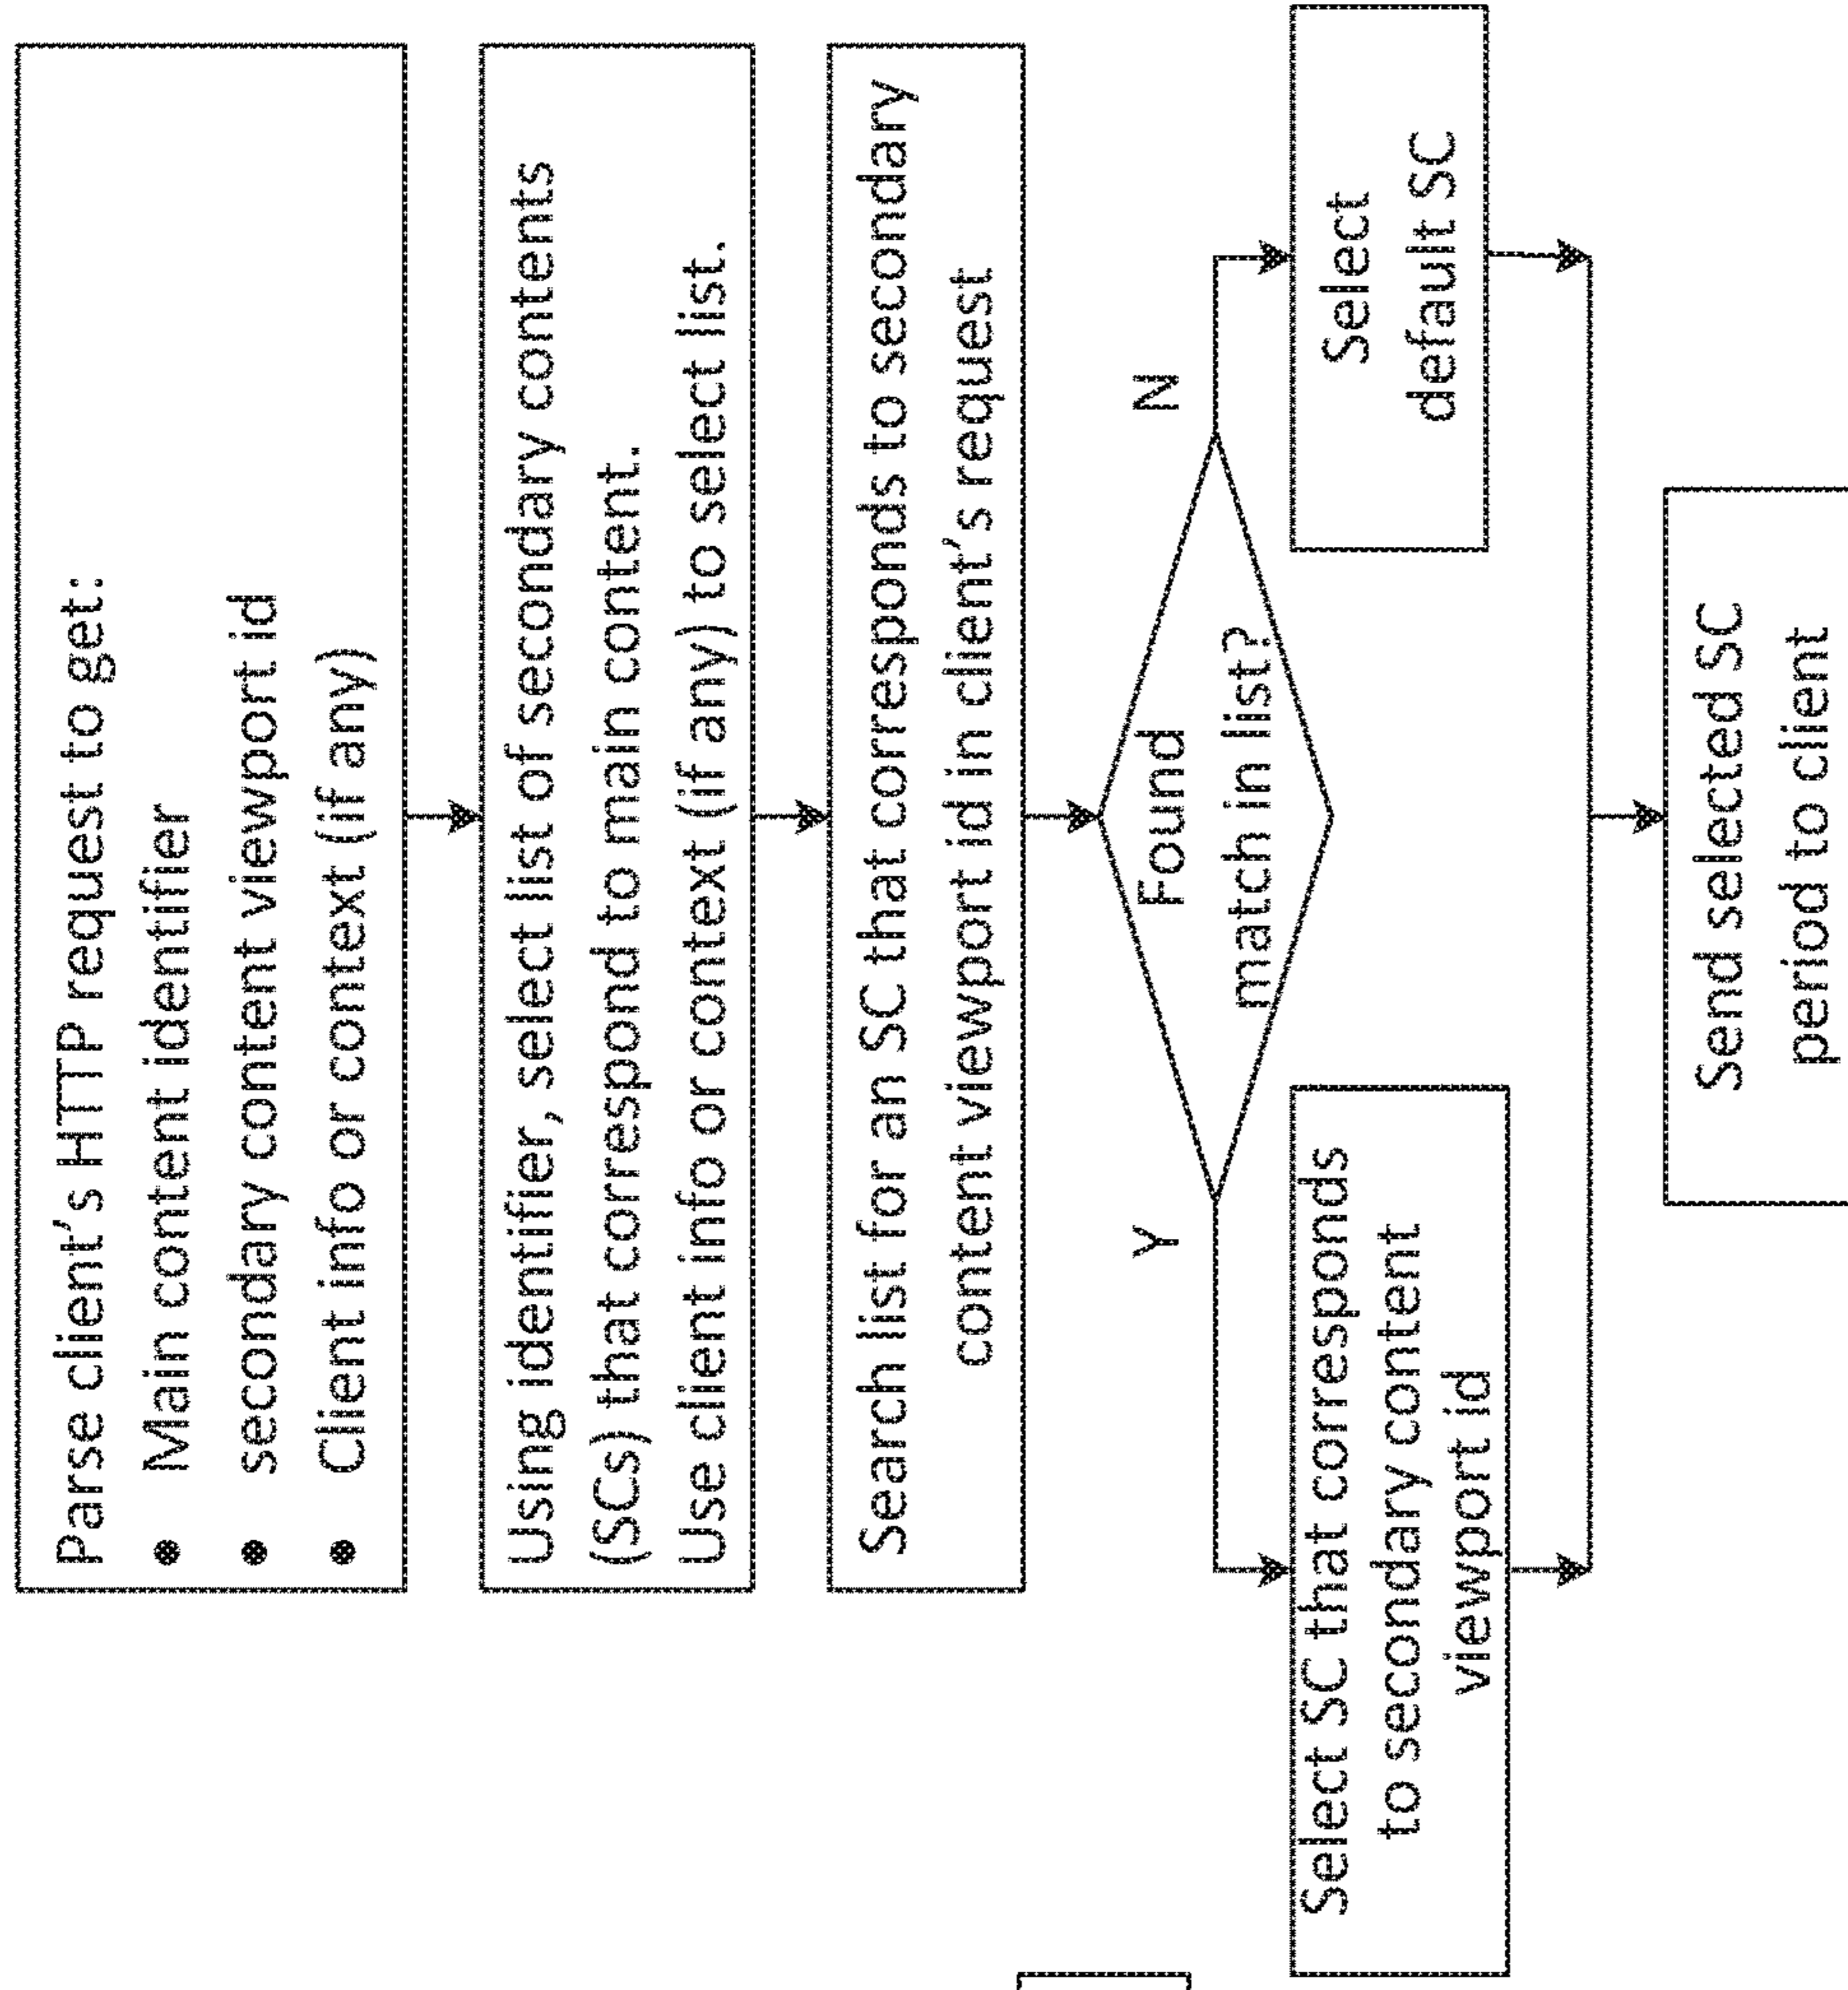 Parse client's HTTP request to get:
● Main content identifier
● secondary content viewport id
● Client info or context (if any)
Using identifier, select list of secondary contents
(SCs) that correspond to main content.
Use client info or context (if any) to select list.
Search list for an SC that corresponds to secondary
content viewport id in client's request
Found
match in list?
Y
N
Select SC that corresponds
to secondary content
viewport id
Select
default SC
Send selected SC
period to client